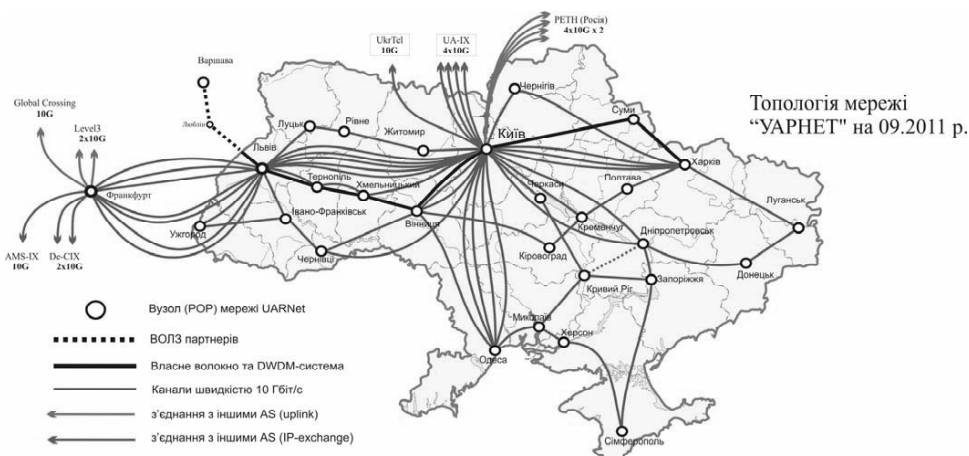 РЕТН (Росія)
4x10G x 2
UkrTel
10G
UA-IX
4x10G
Варшава
Люблін
Global Crossing
10G
Level3
2x10G
Франкфурт
AMS-IX
10G
De-CIX
2x10G
Топологія мережі
“УАРНЕТ" на 09.2011 р.
Чернігів
Суми
Київ
Луцьк
Рівне
Житомир
Львів
Харків
Тернопіль
Хмельницький
Черкаси
Полтава
Луганськ
Івано-Франківськ
Вінниця
Кременчуг
Ужгород
Дніпропетровськ
Чернівці
Кіровоград
Донецьк
Кривий Ріг
Запоріжжя
Миколаїв
Херсон
Одеса
Сімферополь
Вузол (POP) мережі UARNet
ВОЛЗ партнерів
Власне волокно та DWDM-система
Канали швидкістю 10 Гбіт/с
з'єднання з іншими AS (uplink)
з'єднання з іншими AS (IP-exchange)